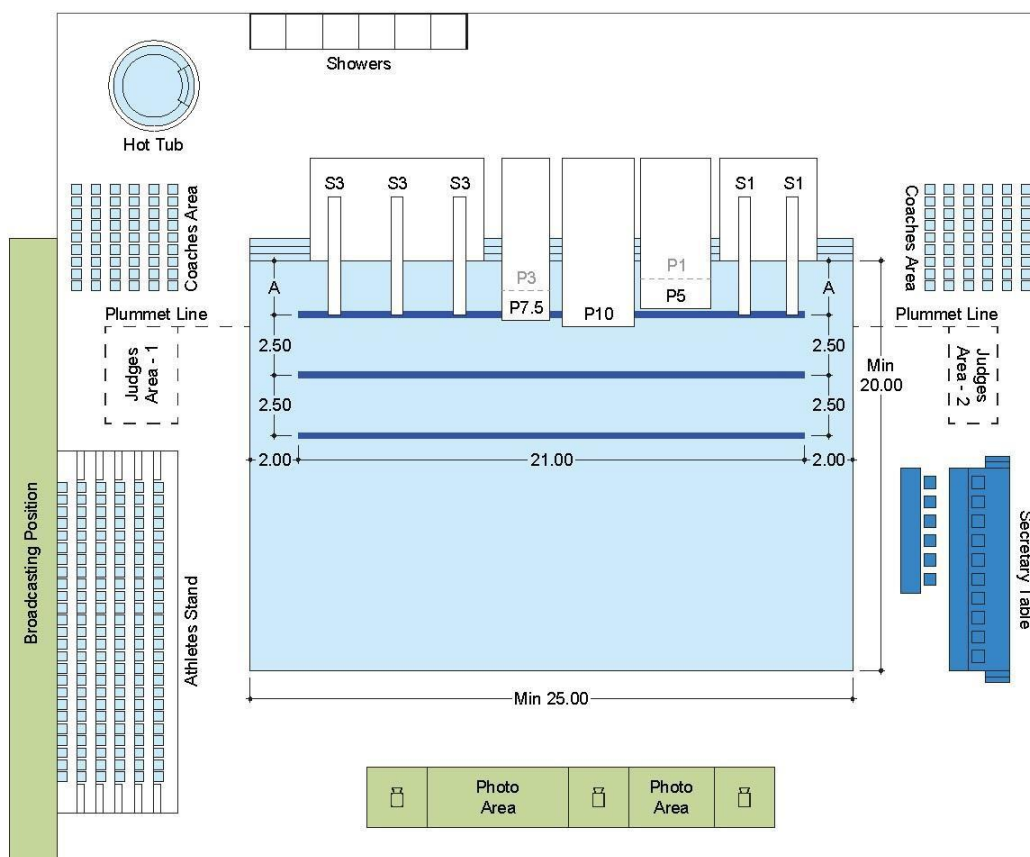 Showers
Hot Tub
S3
S3
S3
S1
S1
Coaches Area
Coaches Area
P3
P7.5
P10
P1
P5
A
A
Plummet Line
Plummet Line
Judges
Area - 1
Judges
Area - 2
2.50
2.50
Min
20.00
2.50
2.50
2.00
21.00
2.00
Broadcasting Position
Athletes Stand
Secretary Table
Min 25.00
Photo
Area
Photo
Area